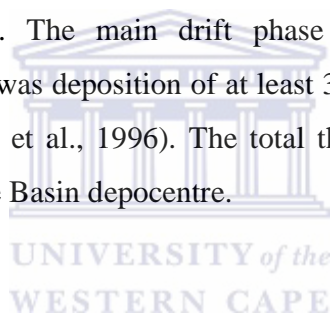 . The main drift phase
was deposition of at least 3
et al., 1996). The total th
Basin depocentre.
UNIVERSITY of the
WESTERN CAPE